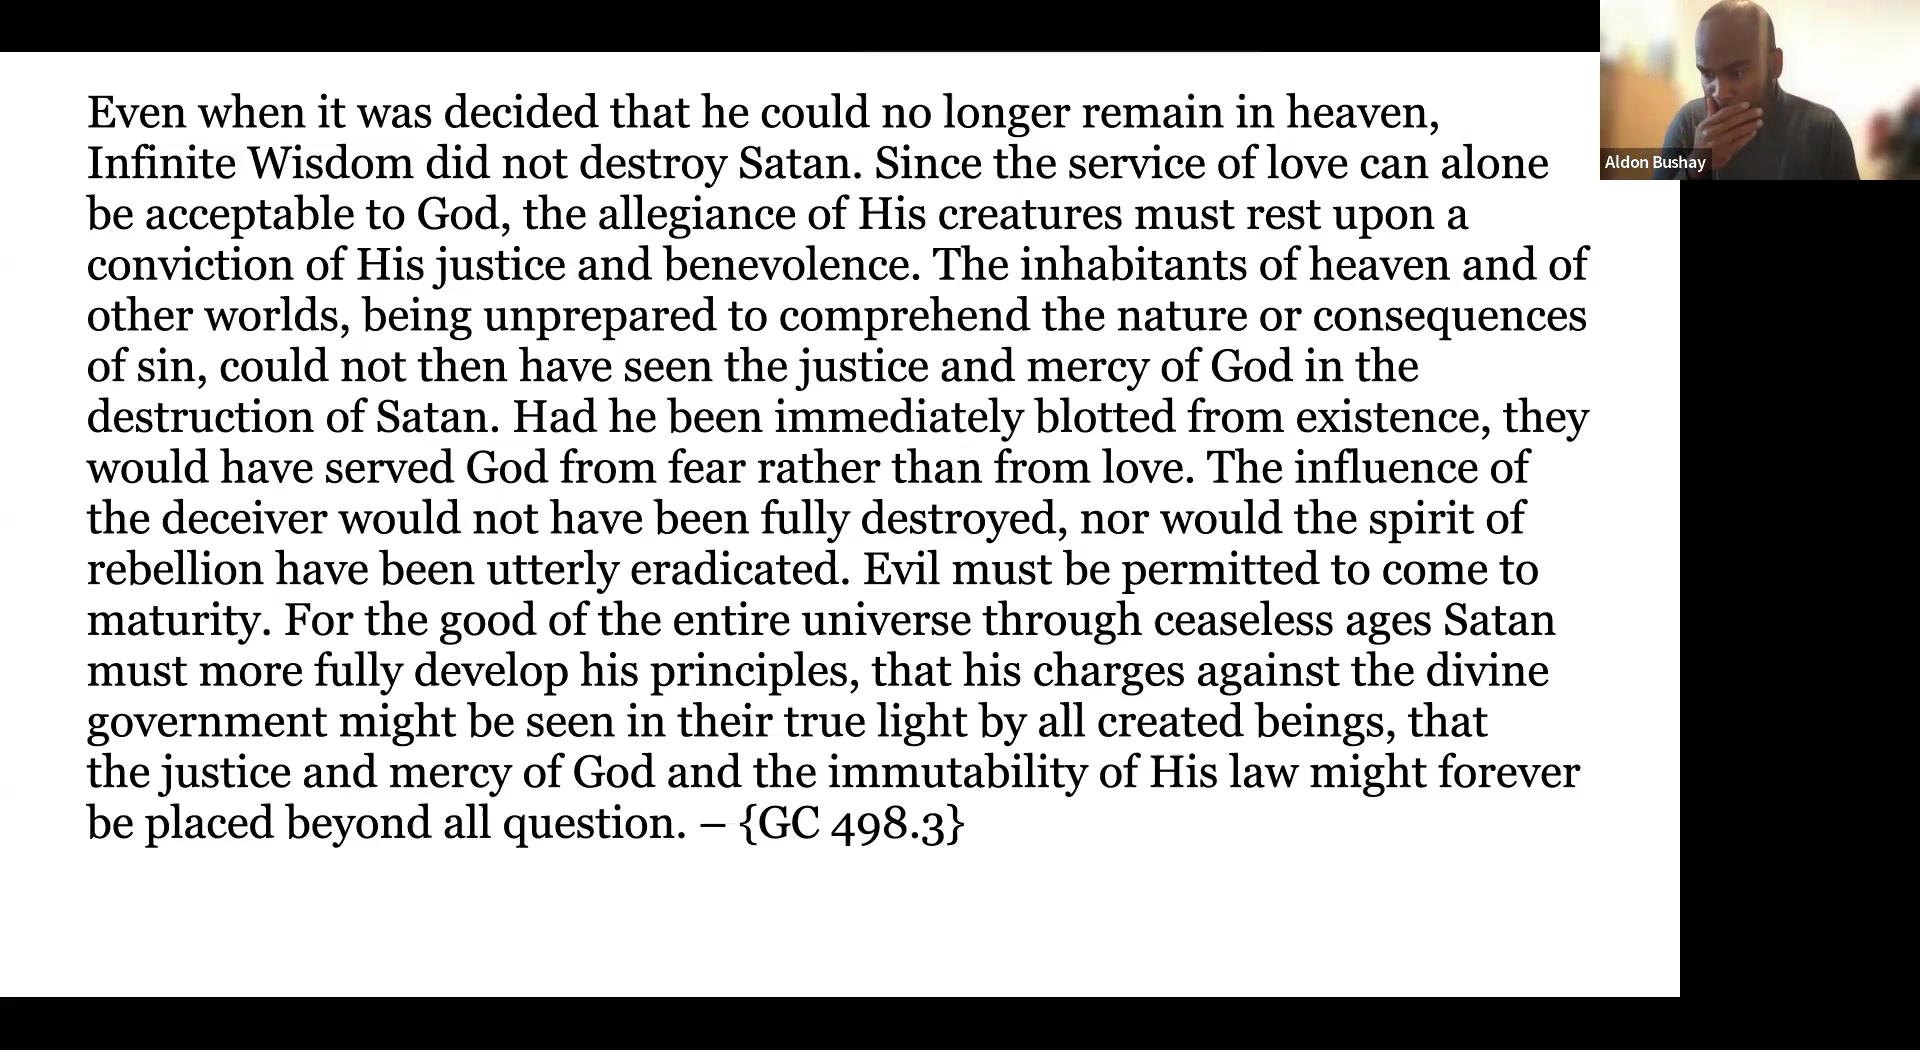 Even when it was decided that he could no longer remain in heaven,
Infinite Wisdom did not destroy Satan. Since the service of love can alone
be acceptable to God, the allegiance of His creatures must rest upon a
conviction of His justice and benevolence. The inhabitants of heaven and of
other worlds, being unprepared to comprehend the nature or consequences
of sin, could not then have seen the justice and mercy of God in the
destruction of Satan. Had he been immediately blotted from existence, they
would have served God from fear rather than from love. The influence of
the deceiver would not have been fully destroyed, nor would the spirit of
rebellion have been utterly eradicated. Evil must be permitted to come to
maturity. For the good of the entire universe through ceaseless ages Satan
must more fully develop his principles, that his charges against the divine
government might be seen in their true light by all created beings, that
the justice and mercy of God and the immutability of His law might forever
be placed beyond all question. – {GC 498.3}
Aldon Bushay